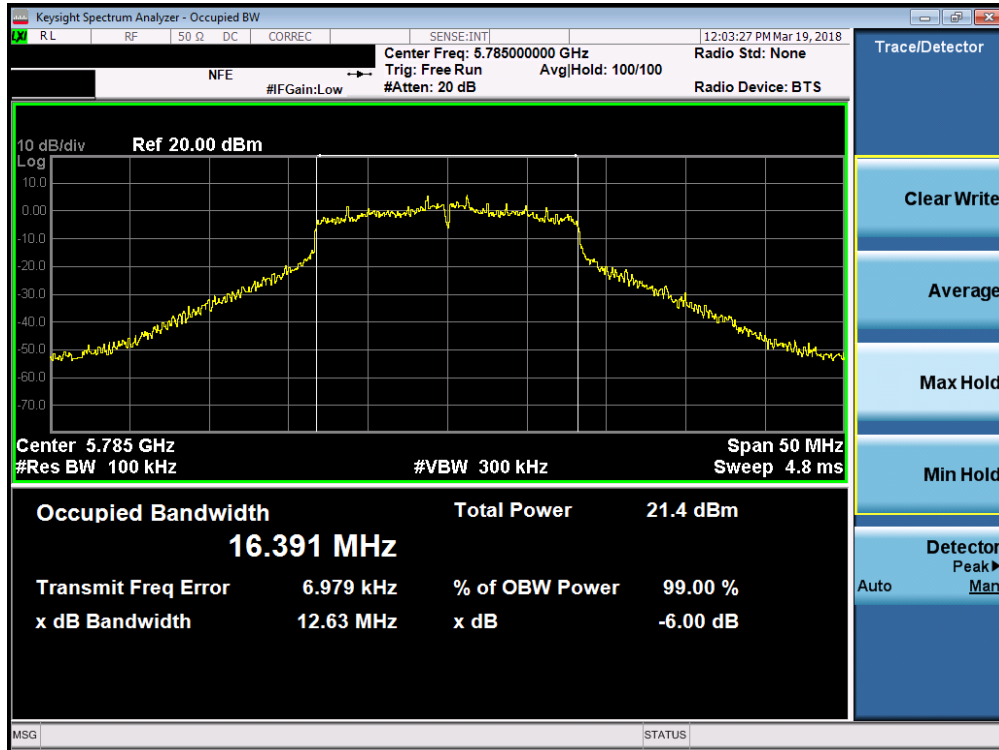 Keysight Spectrum Analyzer - Occupied BW
LXI RL RF 50 Ω DC CORREC SENSE:INT 12:03:27 PM Mar 19, 2018
Center Freq: 5.785000000 GHz Radio Std: None
NFE Trig: Free Run Avg|Hold: 100/100
#IFGain:Low #Atten: 20 dB Radio Device: BTS
Trace/Detector
10 dB/div Ref 20.00 dBm
Log
10.0
0.00
-10.0
-20.0
-30.0
-40.0
-50.0
-60.0
-70.0
Center 5.785 GHz Span 50 MHz
#Res BW 100 kHz #VBW 300 kHz Sweep 4.8 ms
Occupied Bandwidth Total Power 21.4 dBm
16.391 MHz
Transmit Freq Error 6.979 kHz % of OBW Power 99.00 %
x dB Bandwidth 12.63 MHz x dB -6.00 dB
Clear Write
Average
Max Hold
Min Hold
Detector
Peak▶
Auto Man
MSG STATUS